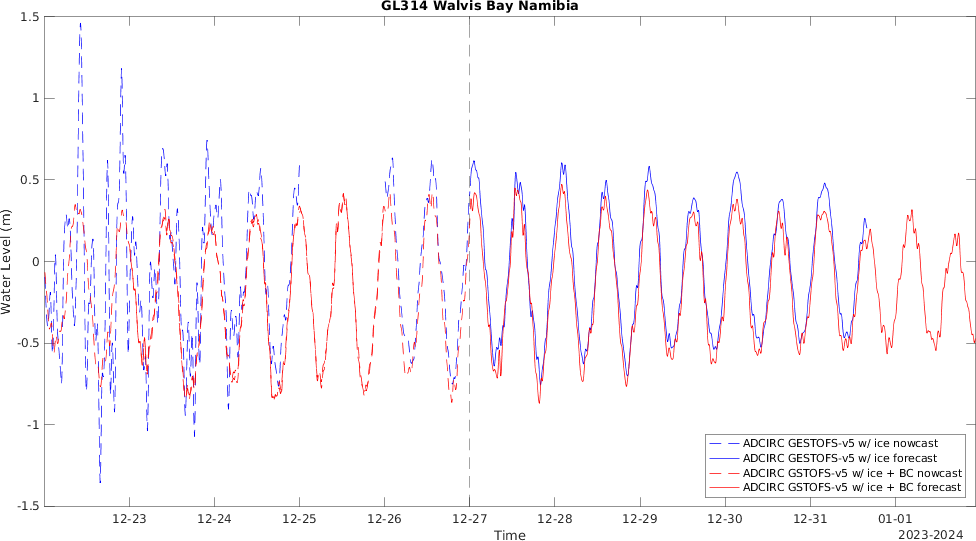 GL314 Walvis Bay Namibia
Water Level (m)
1.5
1
0.5
0
-0.5
-1
-1.5
12-23
12-24
12-25
12-26
12-27
12-28
12-29
12-30
12-31
01-01
Time
2023-2024
ADCIRC GESTOFS-v5 w/ ice nowcast
ADCIRC GESTOFS-v5 w/ ice forecast
ADCIRC GSTOFS-v5 w/ ice + BC nowcast
ADCIRC GSTOFS-v5 w/ ice + BC forecast